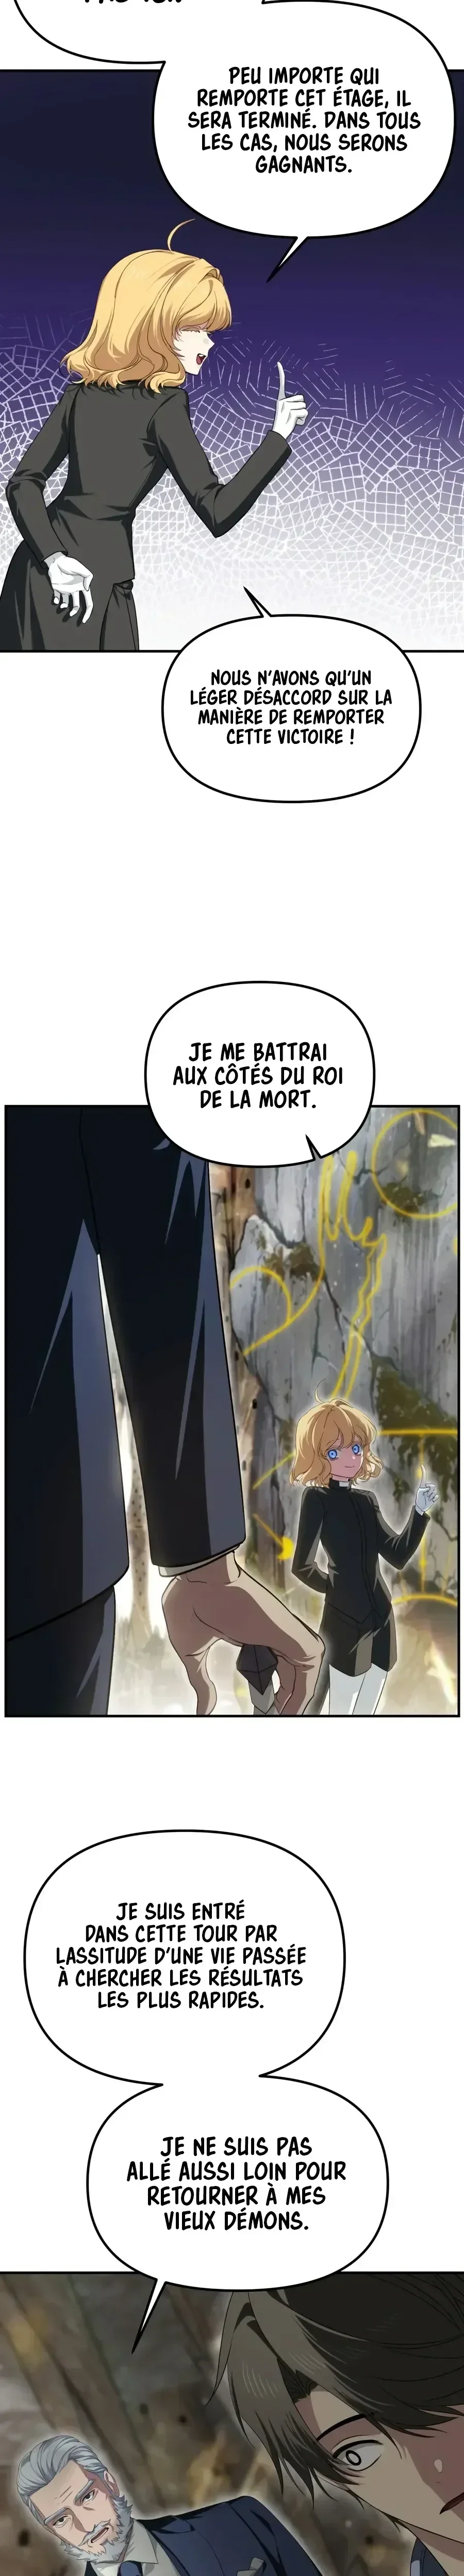 PEU IMPORTE QUI
REMPORTE CET ÉTAGE, IL
SERA TERMINÉ. DANS TOUS
LES CAS, NOUS SERONS
GAGNANTS.
NOUS N'AVONS QU'UN
LÉGER DÉSACCORD SUR LA
MANIÈRE DE REMPORTER
CETTE VICTOIRE !
JE ME BATTRAI
AUX CÔTÉS DU ROI
DE LA MORT.
JE SUIS ENTRÉ
DANS CETTE TOUR PAR
LASSITUDE D'UNE VIE PASSÉE
À CHERCHER LES RÉSULTATS
LES PLUS RAPIDES.
JE NE SUIS PAS
ALLÉ AUSSI LOIN POUR
RETOURNER À MES
VIEUX DÉMONS.